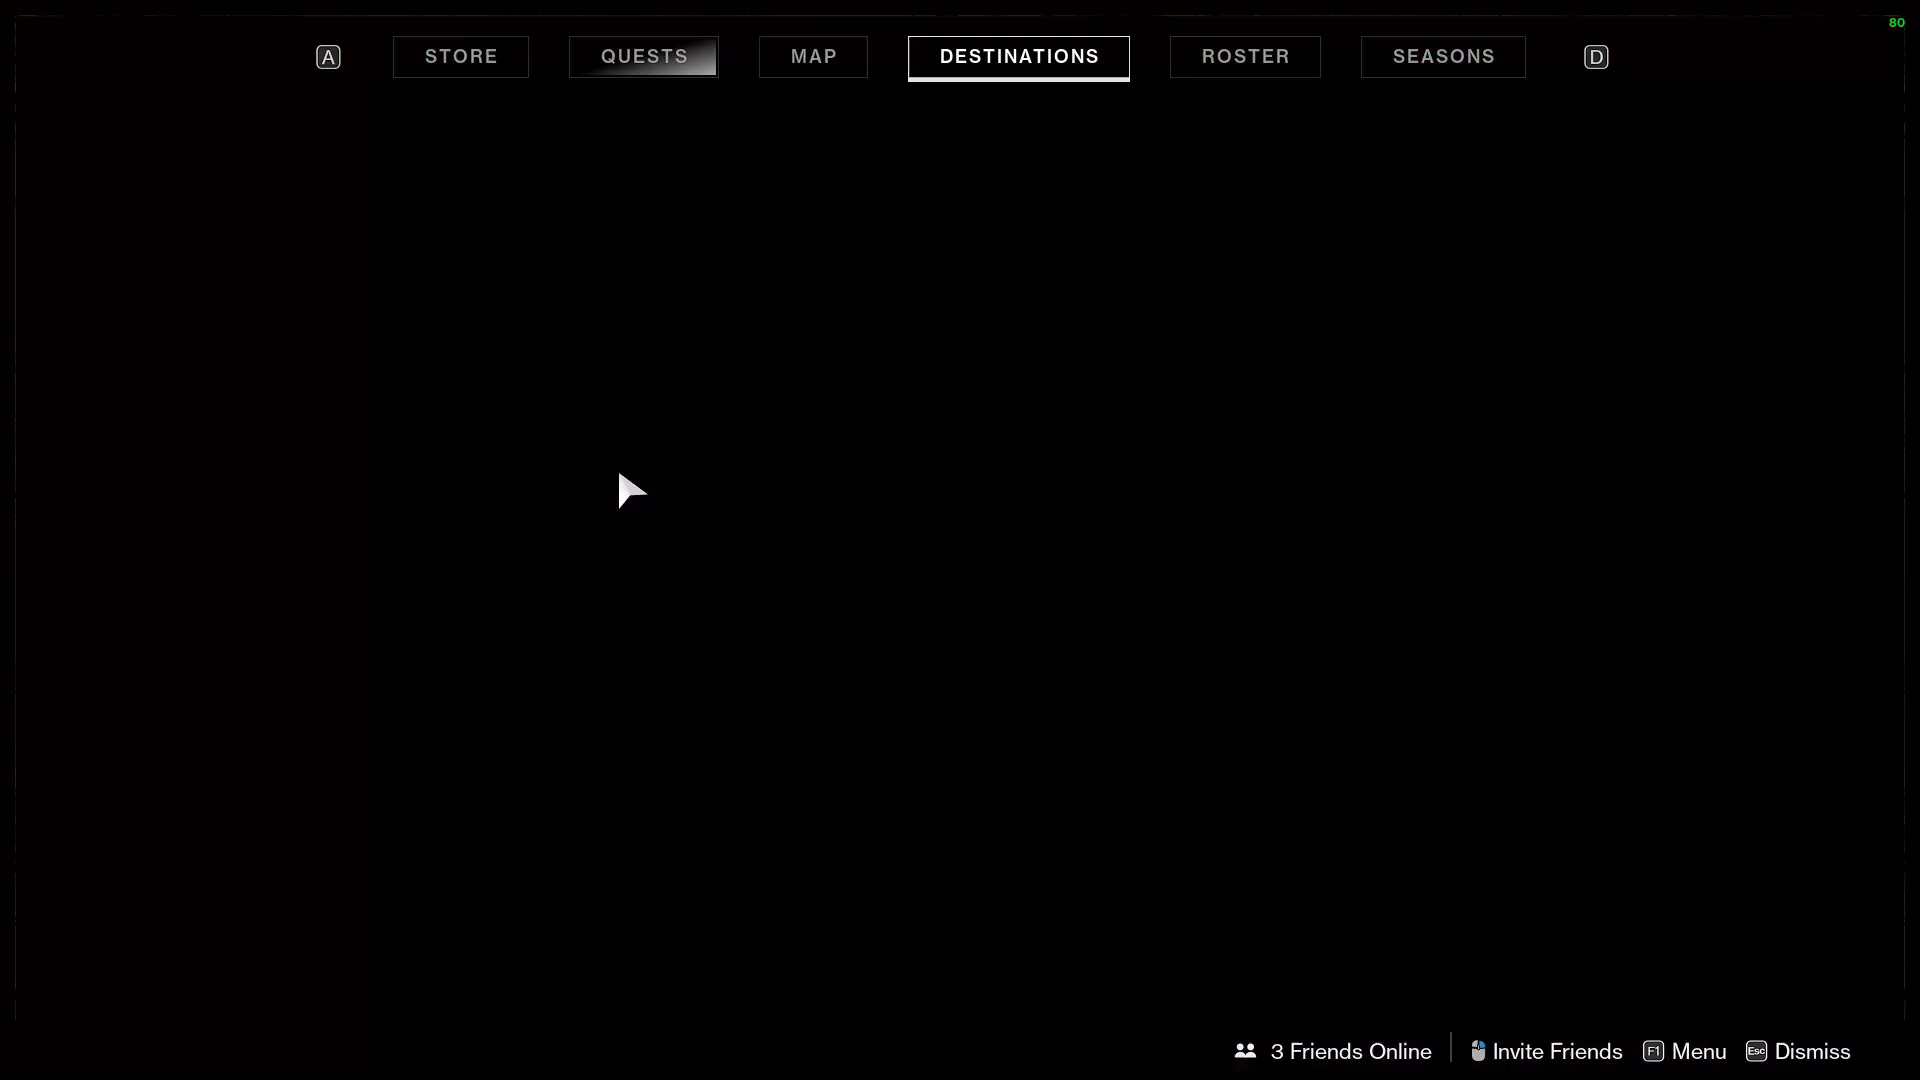 80
A STORE QUESTS MAP DESTINATIONS ROSTER SEASONS D
3 Friends Online Invite Friends F1 Menu Esc Dismiss